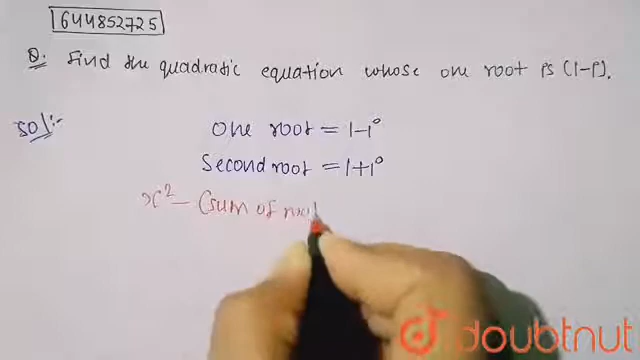 644852725
Q. Find the quadratic equation whose one root is (1-i).
Sol:-
One root = 1-i
Second root = 1+i
x² - (sum of
doubtnut